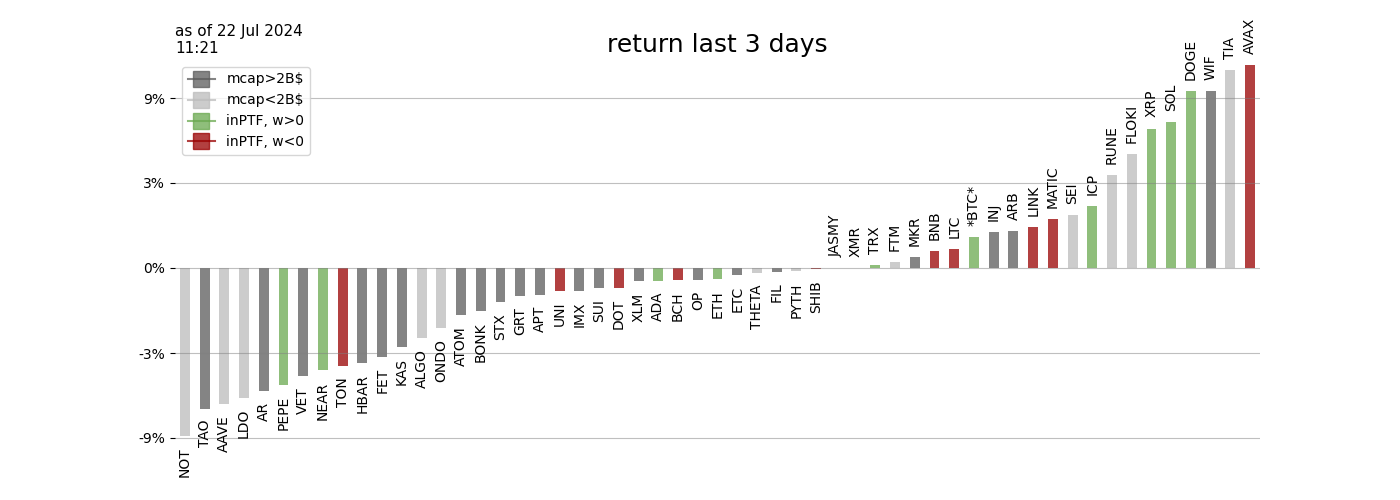 as of 22 Jul 2024
11:21
return last 3 days
mcap>2B$
mcap<2B$
inPTF, w>0
inPTF, w<0
9%
3%
0%
-3%
-9%
NOT
TAO
AAVE
LDO
AR
PEPE
VET
NEAR
TON
HBAR
FET
KAS
ALGO
ONDO
ATOM
BONK
STX
GRT
APT
UNI
IMX
SUI
DOT
XLM
ADA
BCH
OP
ETH
ETC
THETA
FIL
PYTH
SHIB
JASMY
XMR
TRX
FTM
MKR
BNB
LTC
*BTC*
INJ
ARB
LINK
MATIC
SEI
ICP
RUNE
FLOKI
XRP
SOL
DOGE
WIF
TIA
AVAX